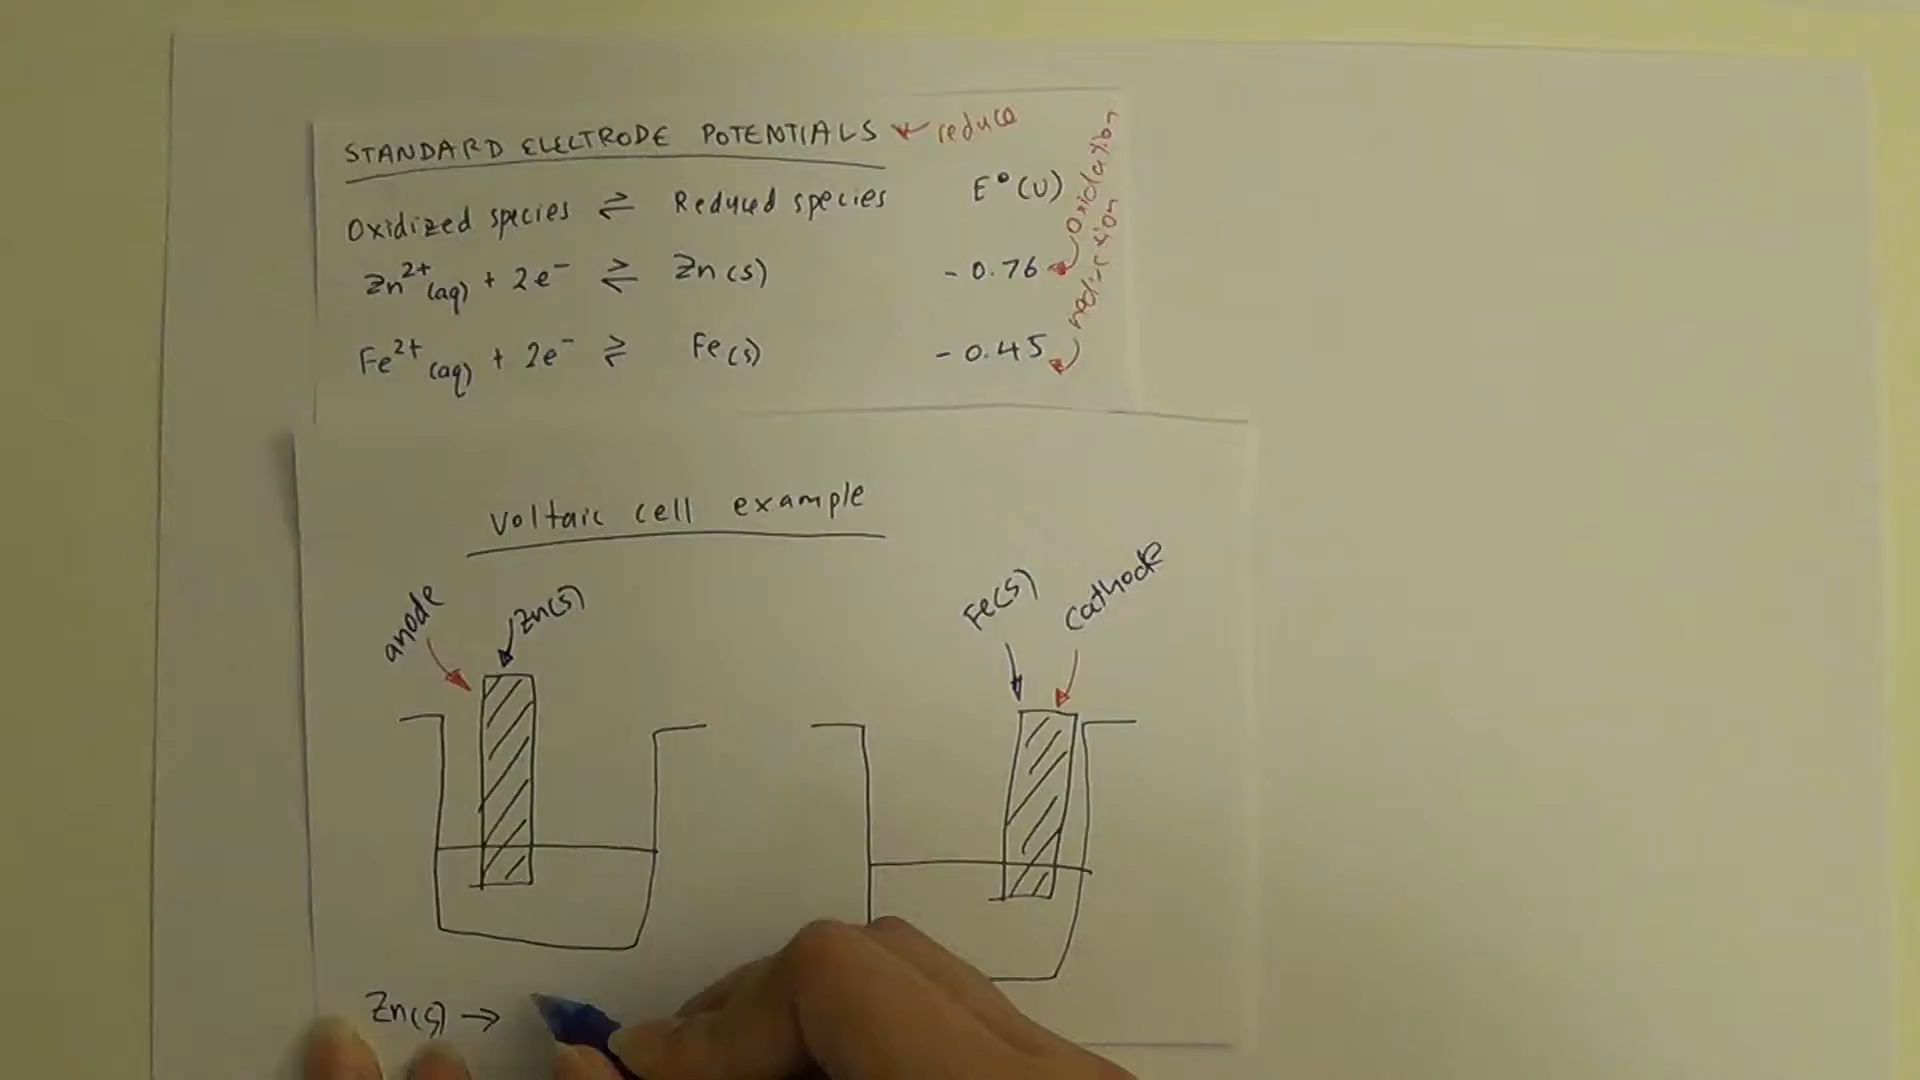 STANDARD ELECTRODE POTENTIALS reduce
Oxidized species ⇌ Reduced species E°(V)
Zn²⁺(aq) + 2e⁻ ⇌ Zn(s) - 0.76 oxidation
Fe²⁺(aq) + 2e⁻ ⇌ Fe(s) - 0.45
Voltaic cell example
anode Zn(s) Fe(s) Cathode
Zn(s) →